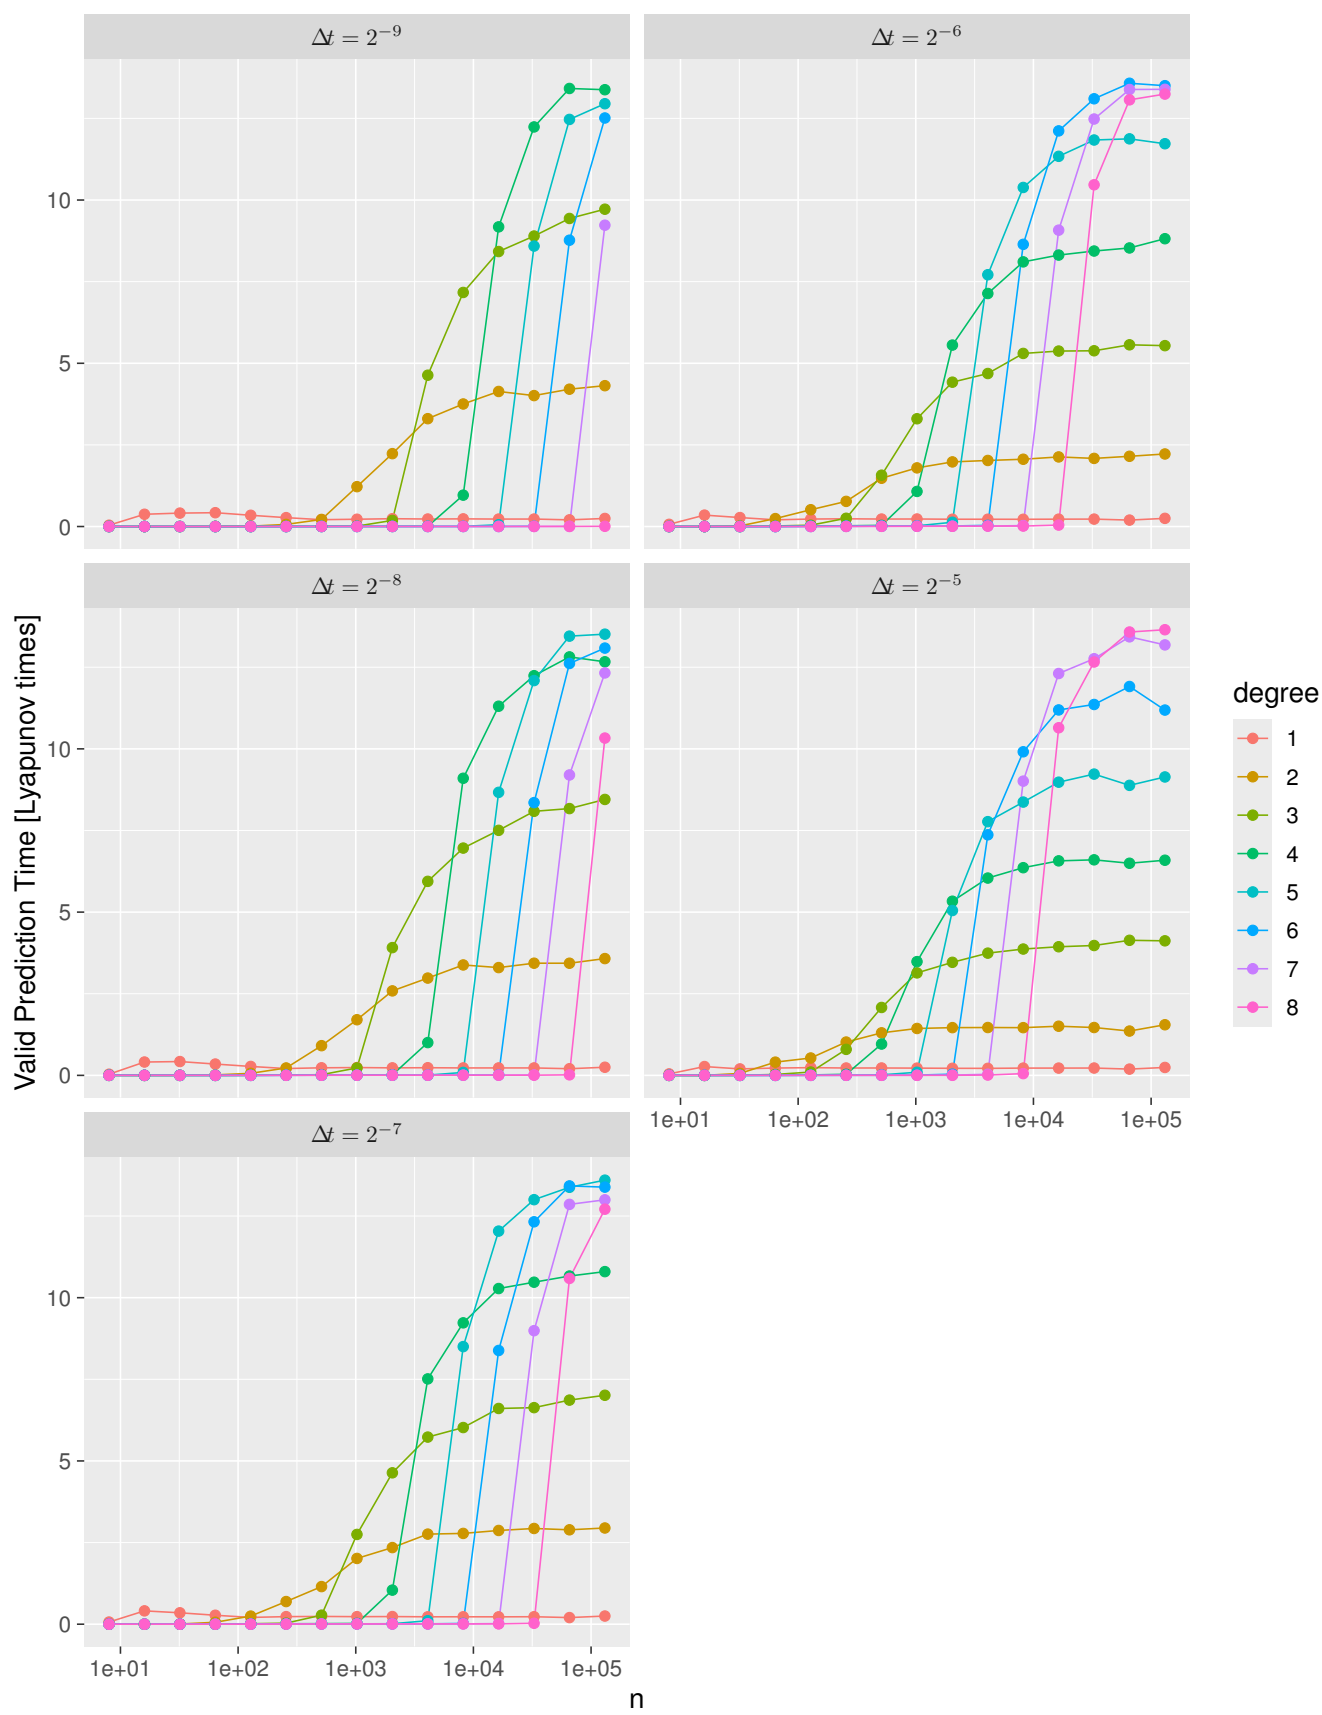 Δt = 2⁻⁹
Δt = 2⁻⁶
10
5
0
Δt = 2⁻⁸
Δt = 2⁻⁵
10
5
0
1e+01 1e+02 1e+03 1e+04 1e+05
Δt = 2⁻⁷
10
5
0
1e+01 1e+02 1e+03 1e+04 1e+05
n
Valid Prediction Time [Lyapunov times]
degree
1
2
3
4
5
6
7
8